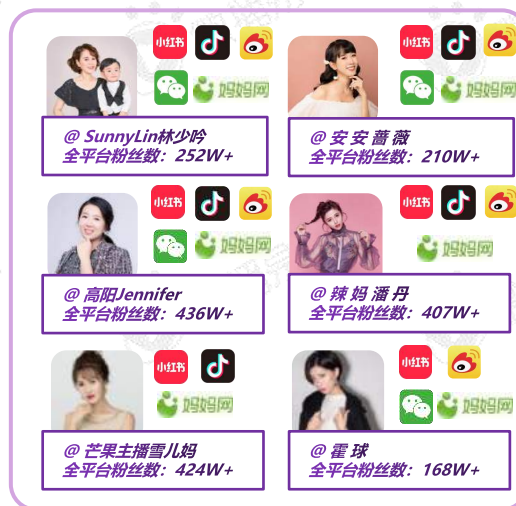 小红书
妈妈网
小红书
妈妈网
@ SunnyLin林少吟
全平台粉丝数：252W+
@ 安 安 蔷 薇
全平台粉丝数：210W+
小红书
妈妈网
小红书
妈妈网
@ 高阳Jennifer
全平台粉丝数：436W+
@ 辣 妈 潘 丹
全平台粉丝数：407W+
小红书
妈妈网
小红书
妈妈网
@ 芒果主播雪儿妈
全平台粉丝数：424W+
@ 霍 球
全平台粉丝数：168W+